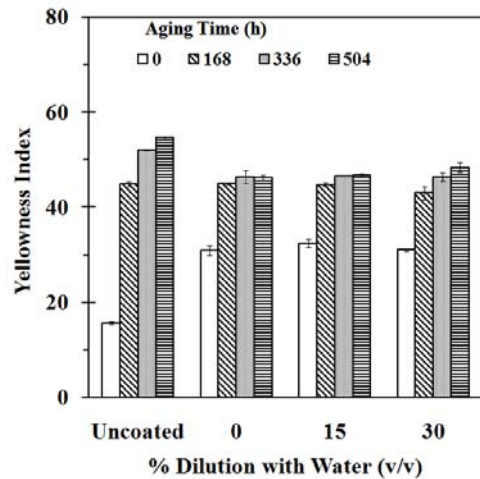 80
Aging Time (h)
0 168 336 504
60
40
20
0
Yellowness Index
Uncoated 0 15 30
% Dilution with Water (v/v)